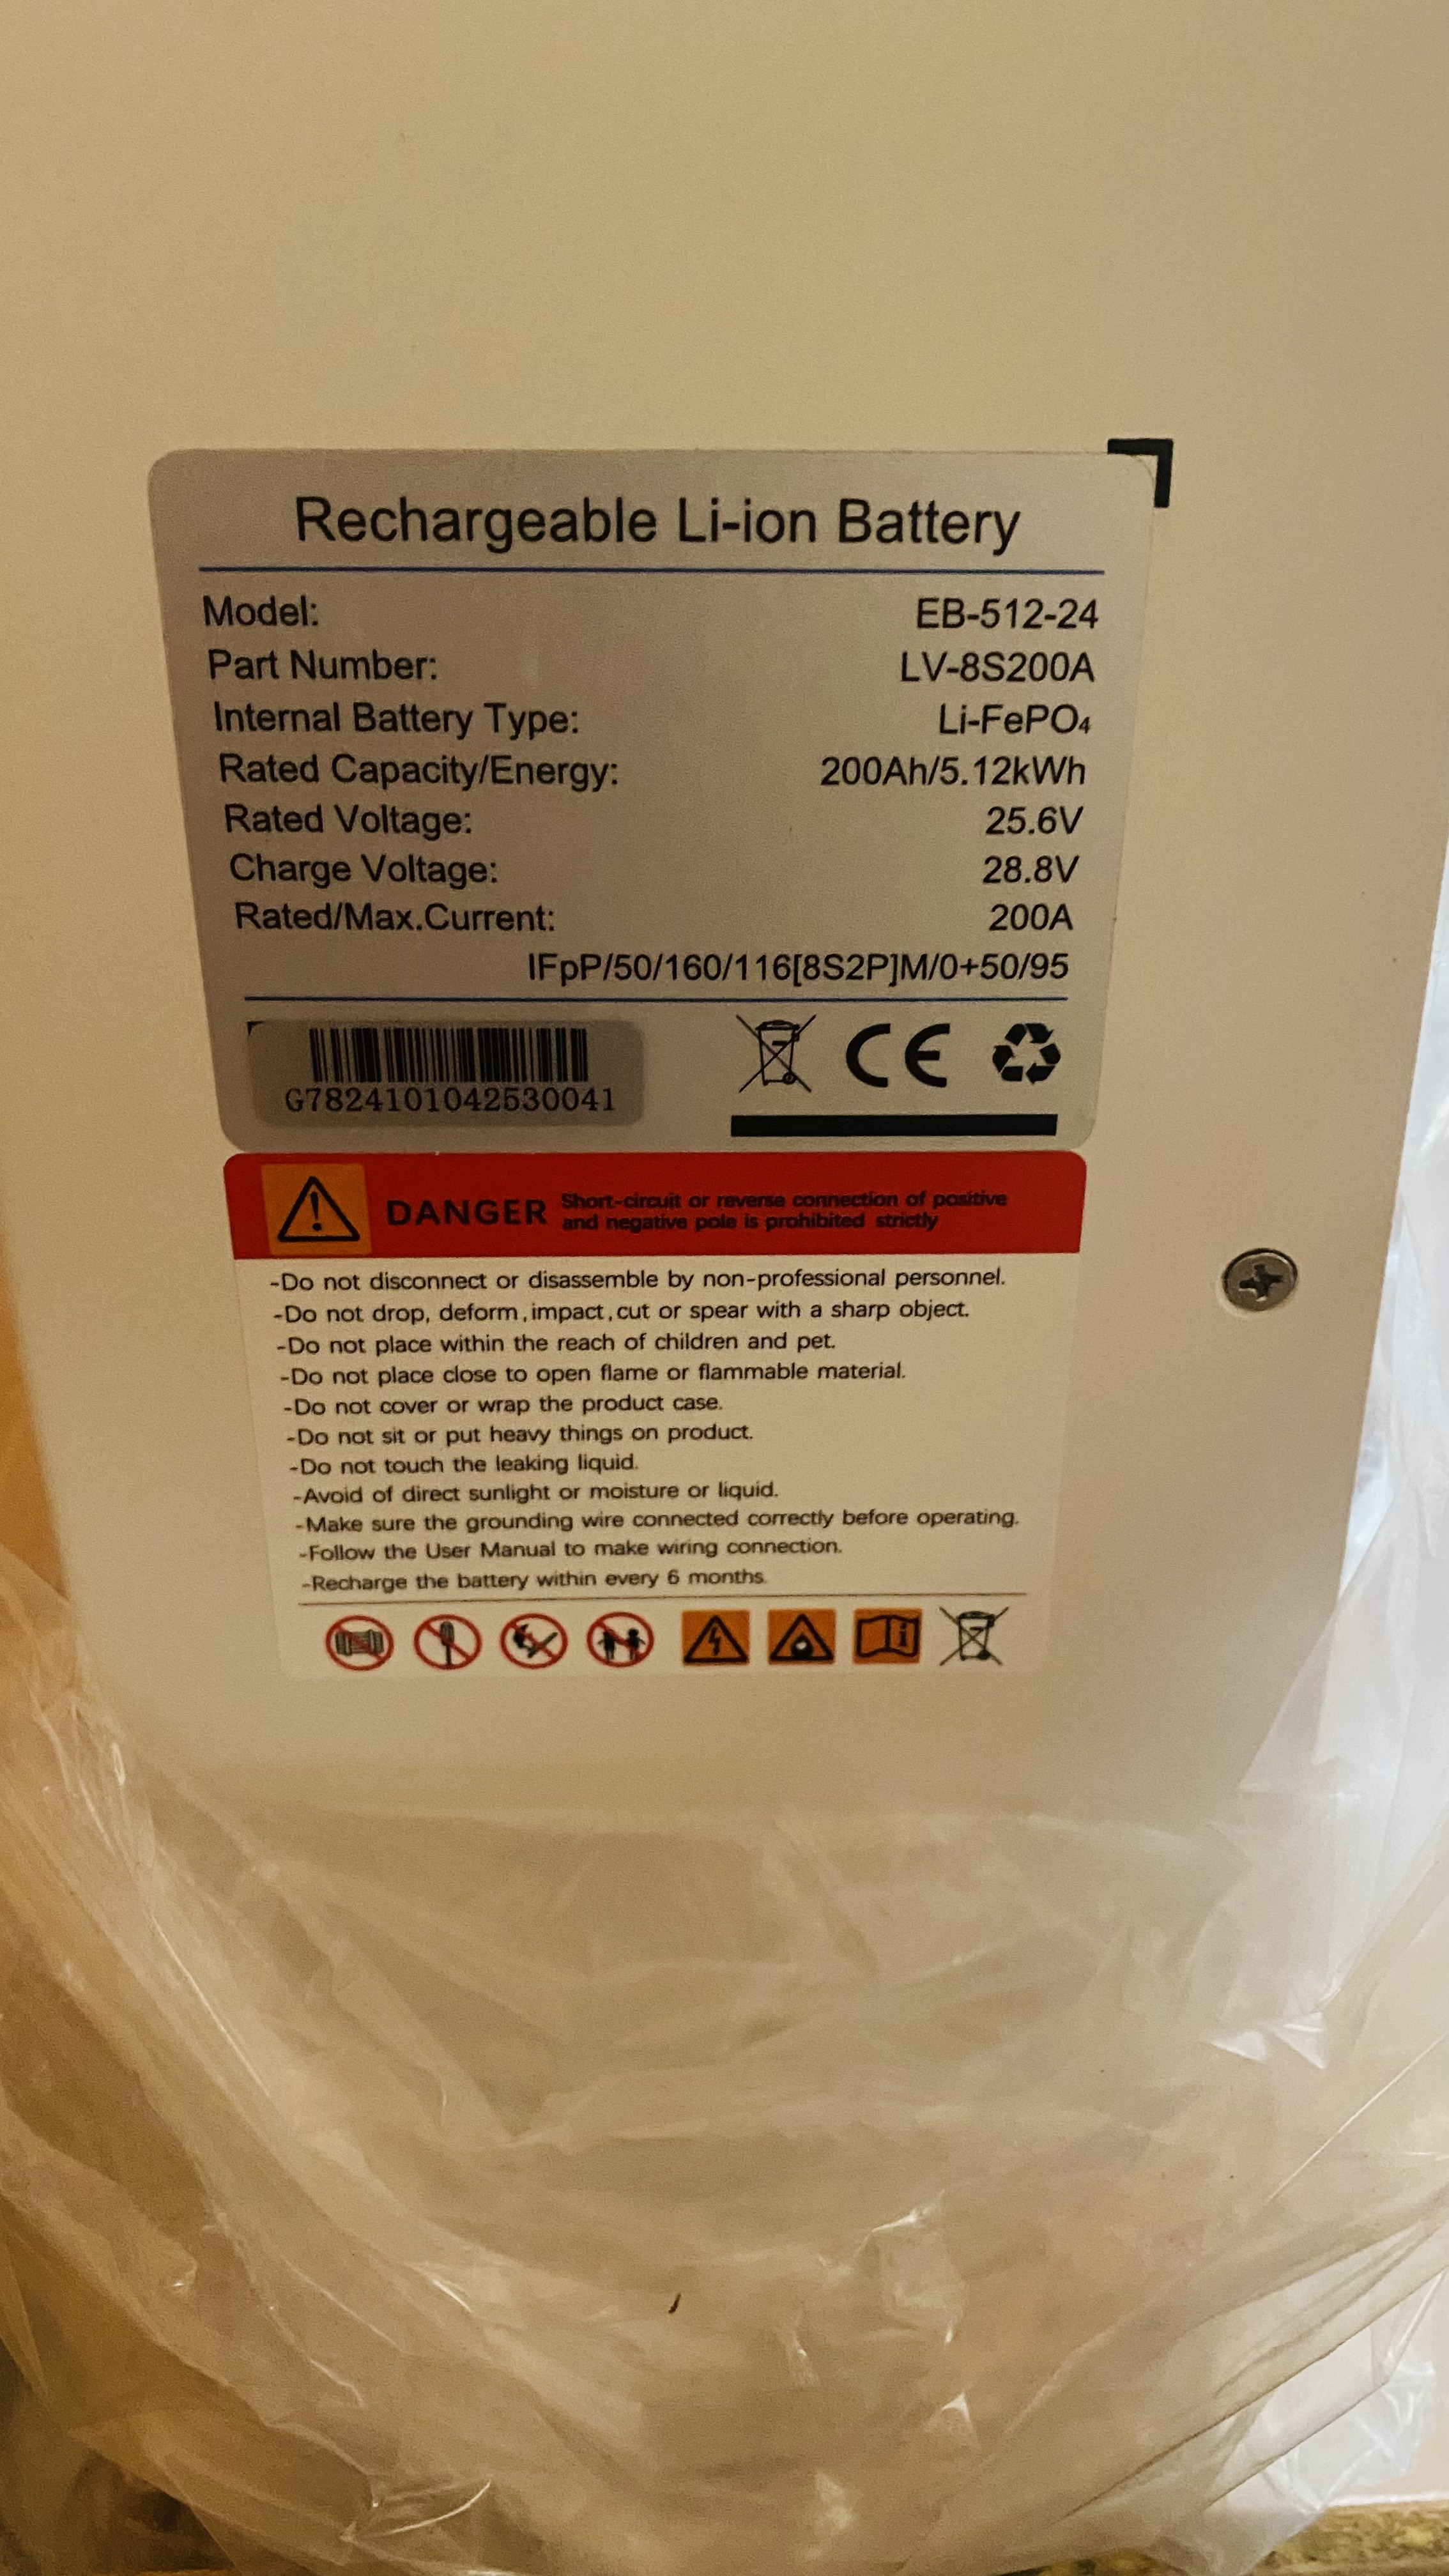 Rechargeable Li-ion Battery
Model: EB-512-24
Part Number: LV-8S200A
Internal Battery Type: Li-FePO₄
Rated Capacity/Energy: 200Ah/5.12kWh
Rated Voltage: 25.6V
Charge Voltage: 28.8V
Rated/Max.Current: 200A
IFpP/50/160/116[8S2P]M/0+50/95
G7824101042530041
CE
DANGER Short-circuit or reverse connection of positive
and negative pole is prohibited strictly
-Do not disconnect or disassemble by non-professional personnel.
-Do not drop, deform,impact,cut or spear with a sharp object.
-Do not place within the reach of children and pet.
-Do not place close to open flame or flammable material.
-Do not cover or wrap the product case.
-Do not sit or put heavy things on product.
-Do not touch the leaking liquid.
-Avoid of direct sunlight or moisture or liquid.
-Make sure the grounding wire connected correctly before operating.
-Follow the User Manual to make wiring connection.
-Recharge the battery within every 6 months.